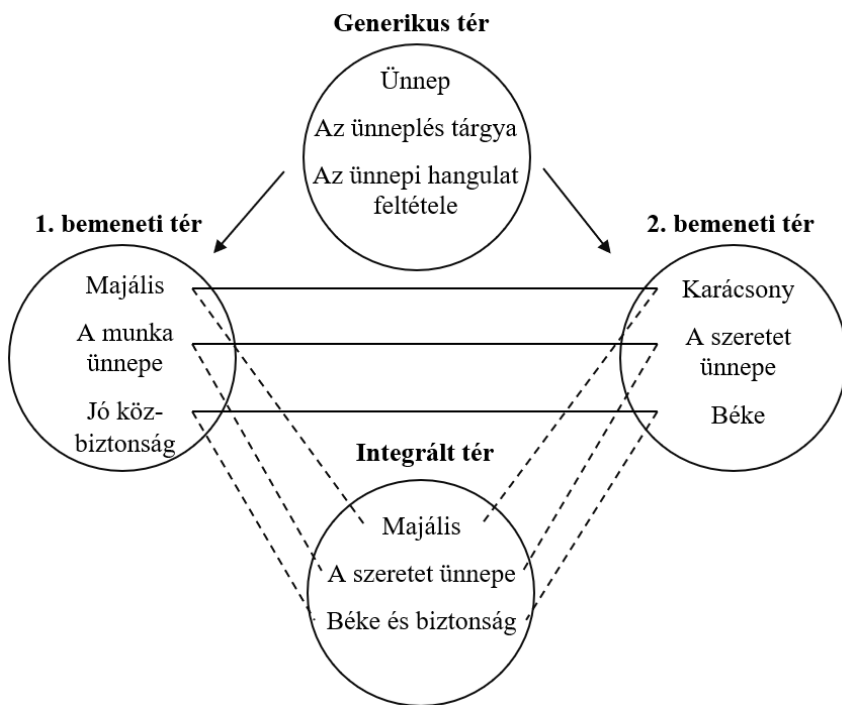 Generikus tér
Ünnep
Az ünneplés tárgya
Az ünnepi hangulat
feltétele
1. bemeneti tér
Majális
A munka
ünnepe
Jó köz-
biztonság
2. bemeneti tér
Karácsony
A szeretet
ünnepe
Béke
Integrált tér
Majális
A szeretet ünnepe
Béke és biztonság